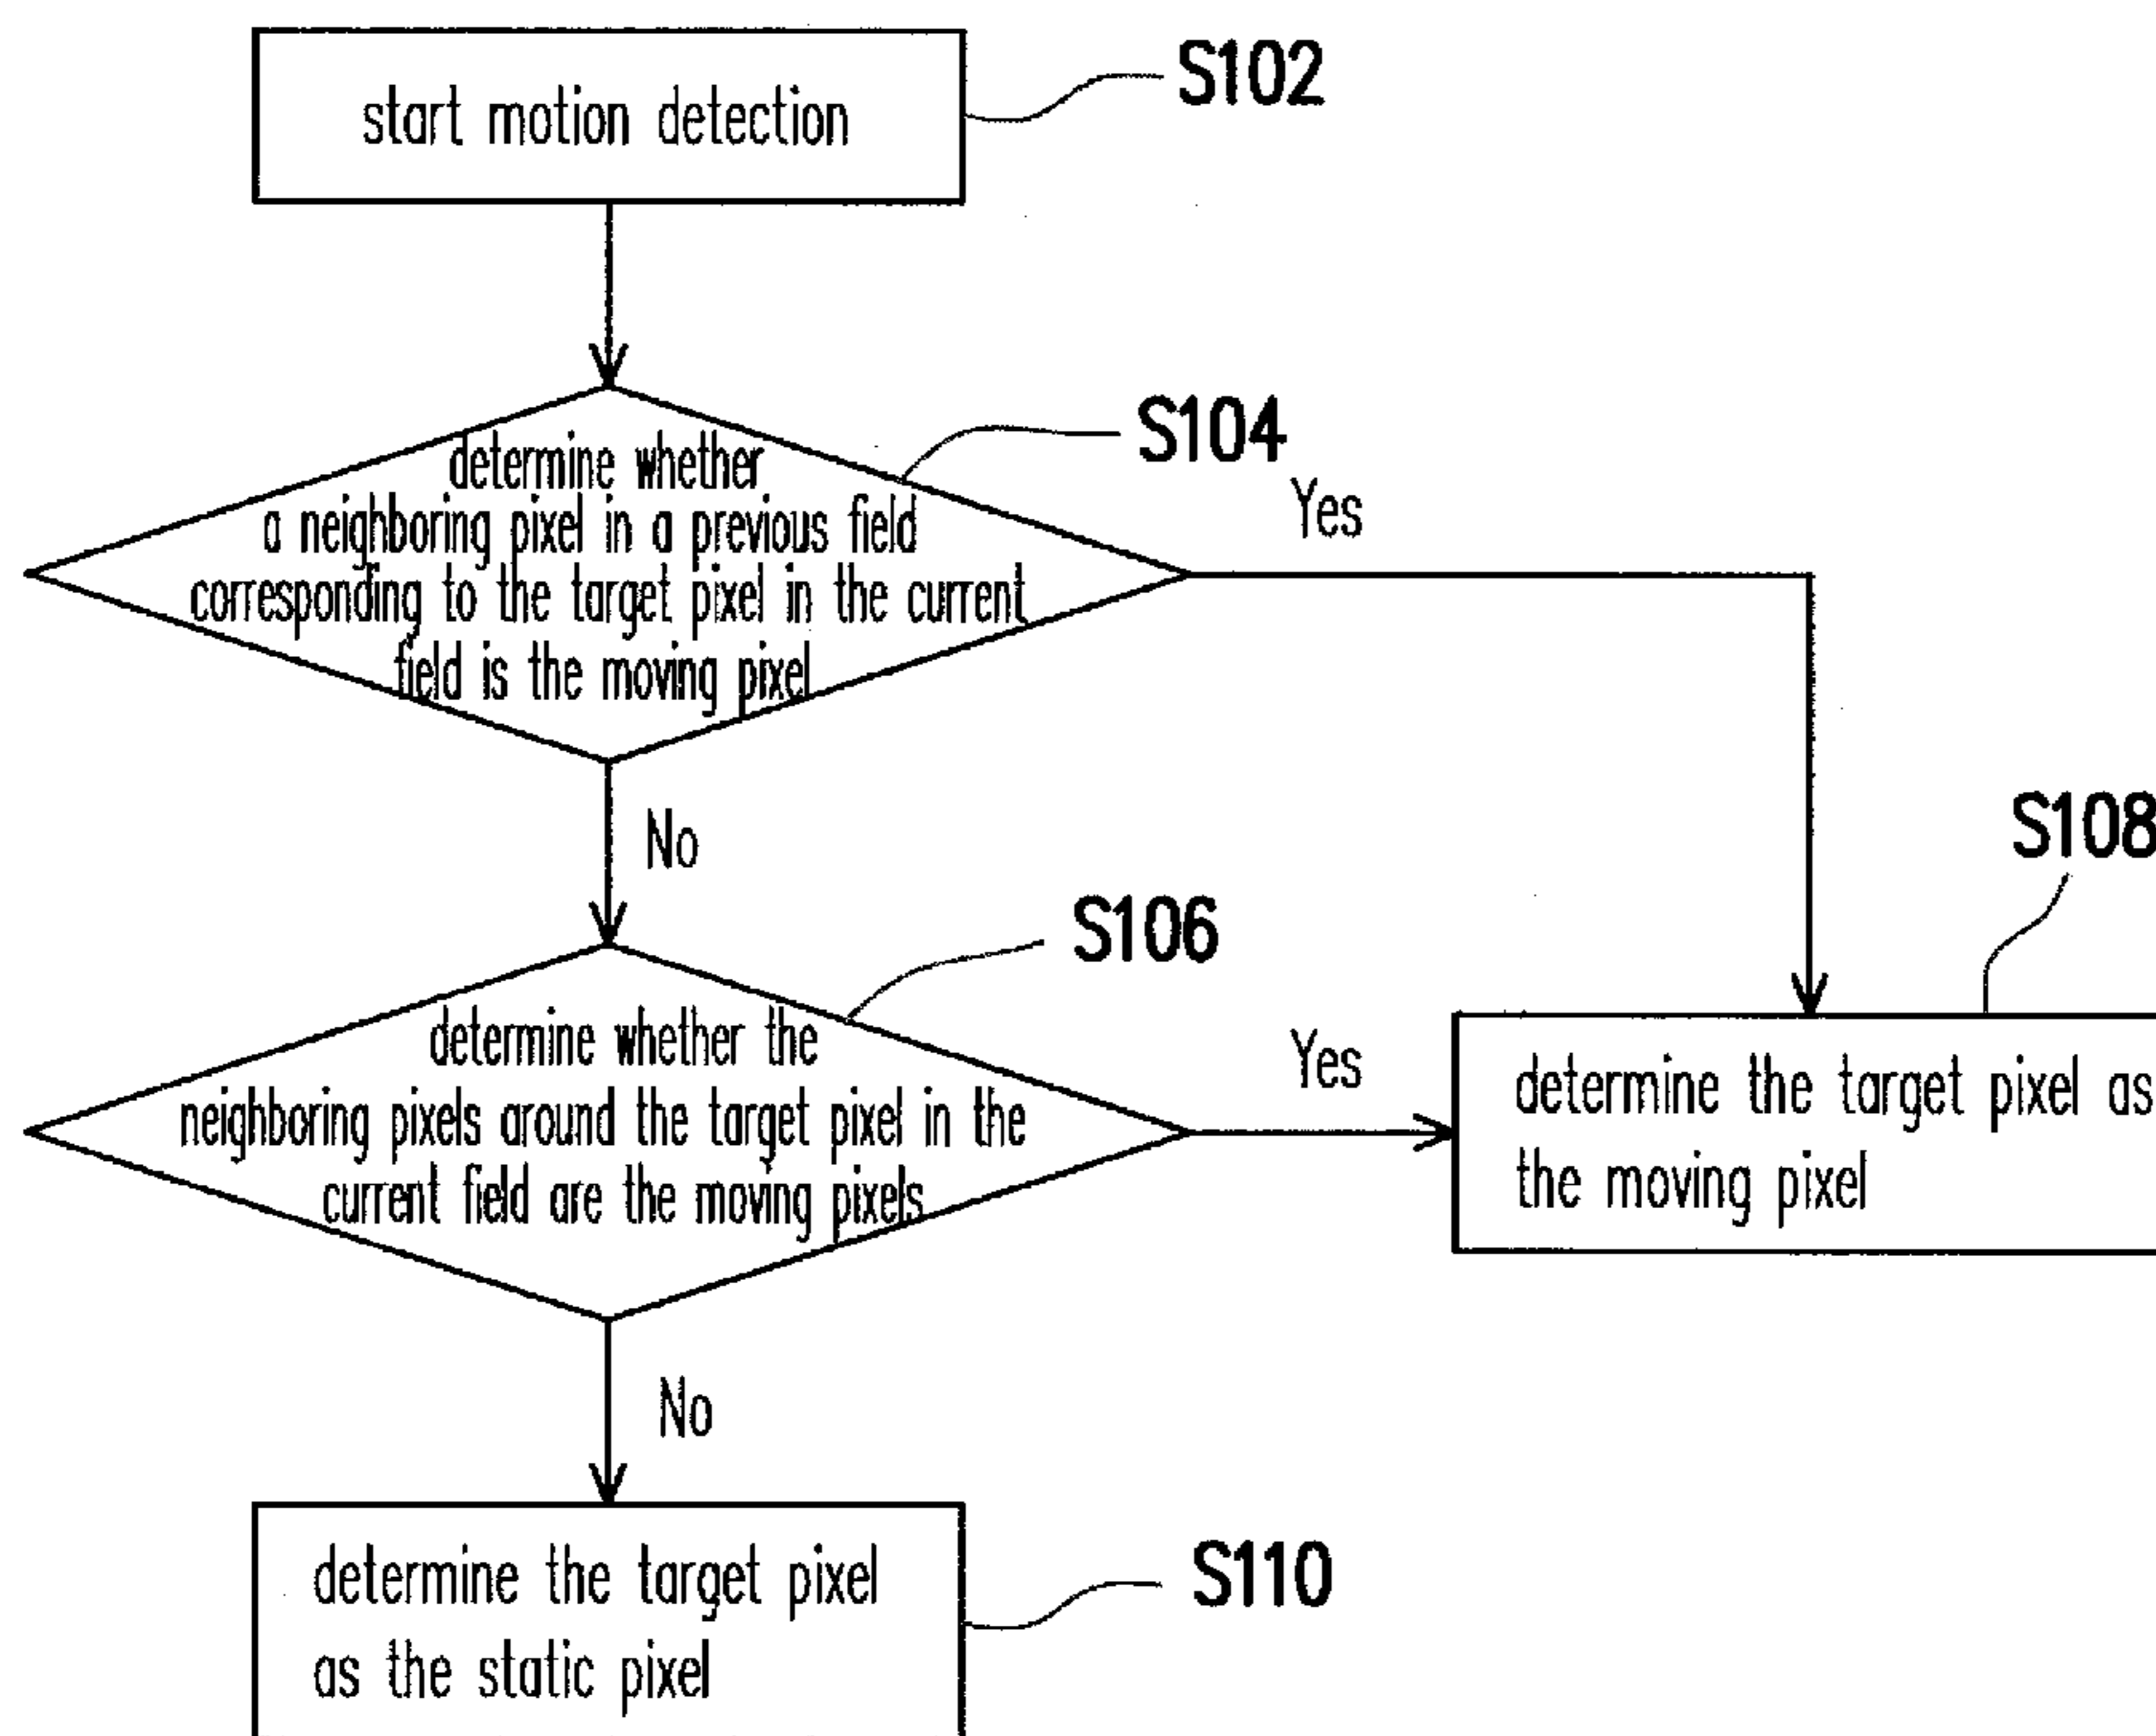 start motion detection
S102
determine whether
a neighboring pixel in a previous field
corresponding to the target pixel in the current
field is the moving pixel
S104
Yes
No
S106
determine whether the
neighboring pixels around the target pixel in the
current field are the moving pixels
Yes
S108
determine the target pixel as
the moving pixel
No
determine the target pixel
as the static pixel
S110